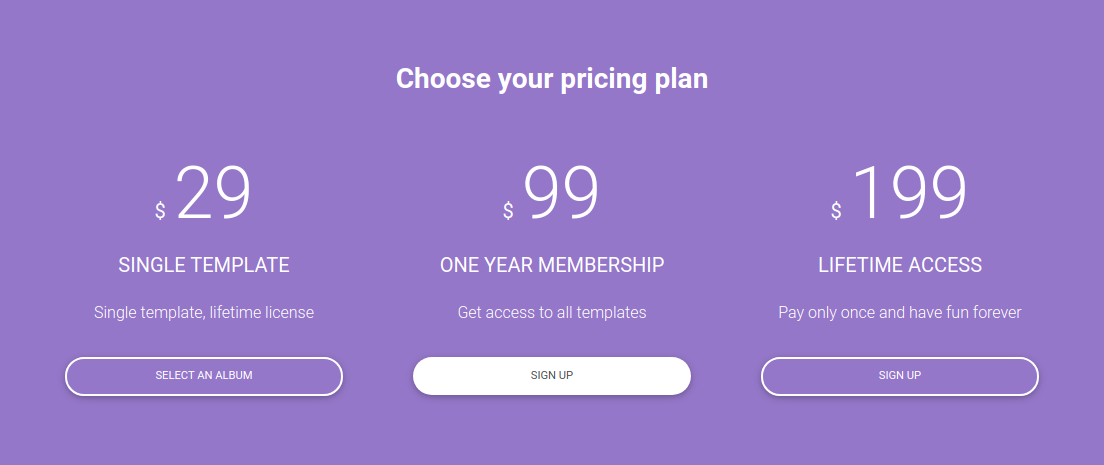 Choose your pricing plan
$ 29
SINGLE TEMPLATE
Single template, lifetime license
SELECT AN ALBUM
$ 99
ONE YEAR MEMBERSHIP
Get access to all templates
SIGN UP
$ 199
LIFETIME ACCESS
Pay only once and have fun forever
SIGN UP